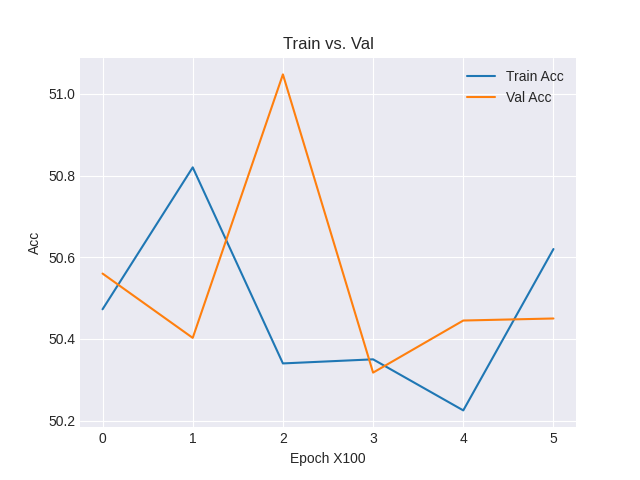 Train vs. Val
Train Acc
Val Acc
Acc
51.0
50.8
50.6
50.4
50.2
0 1 2 3 4 5
Epoch X100